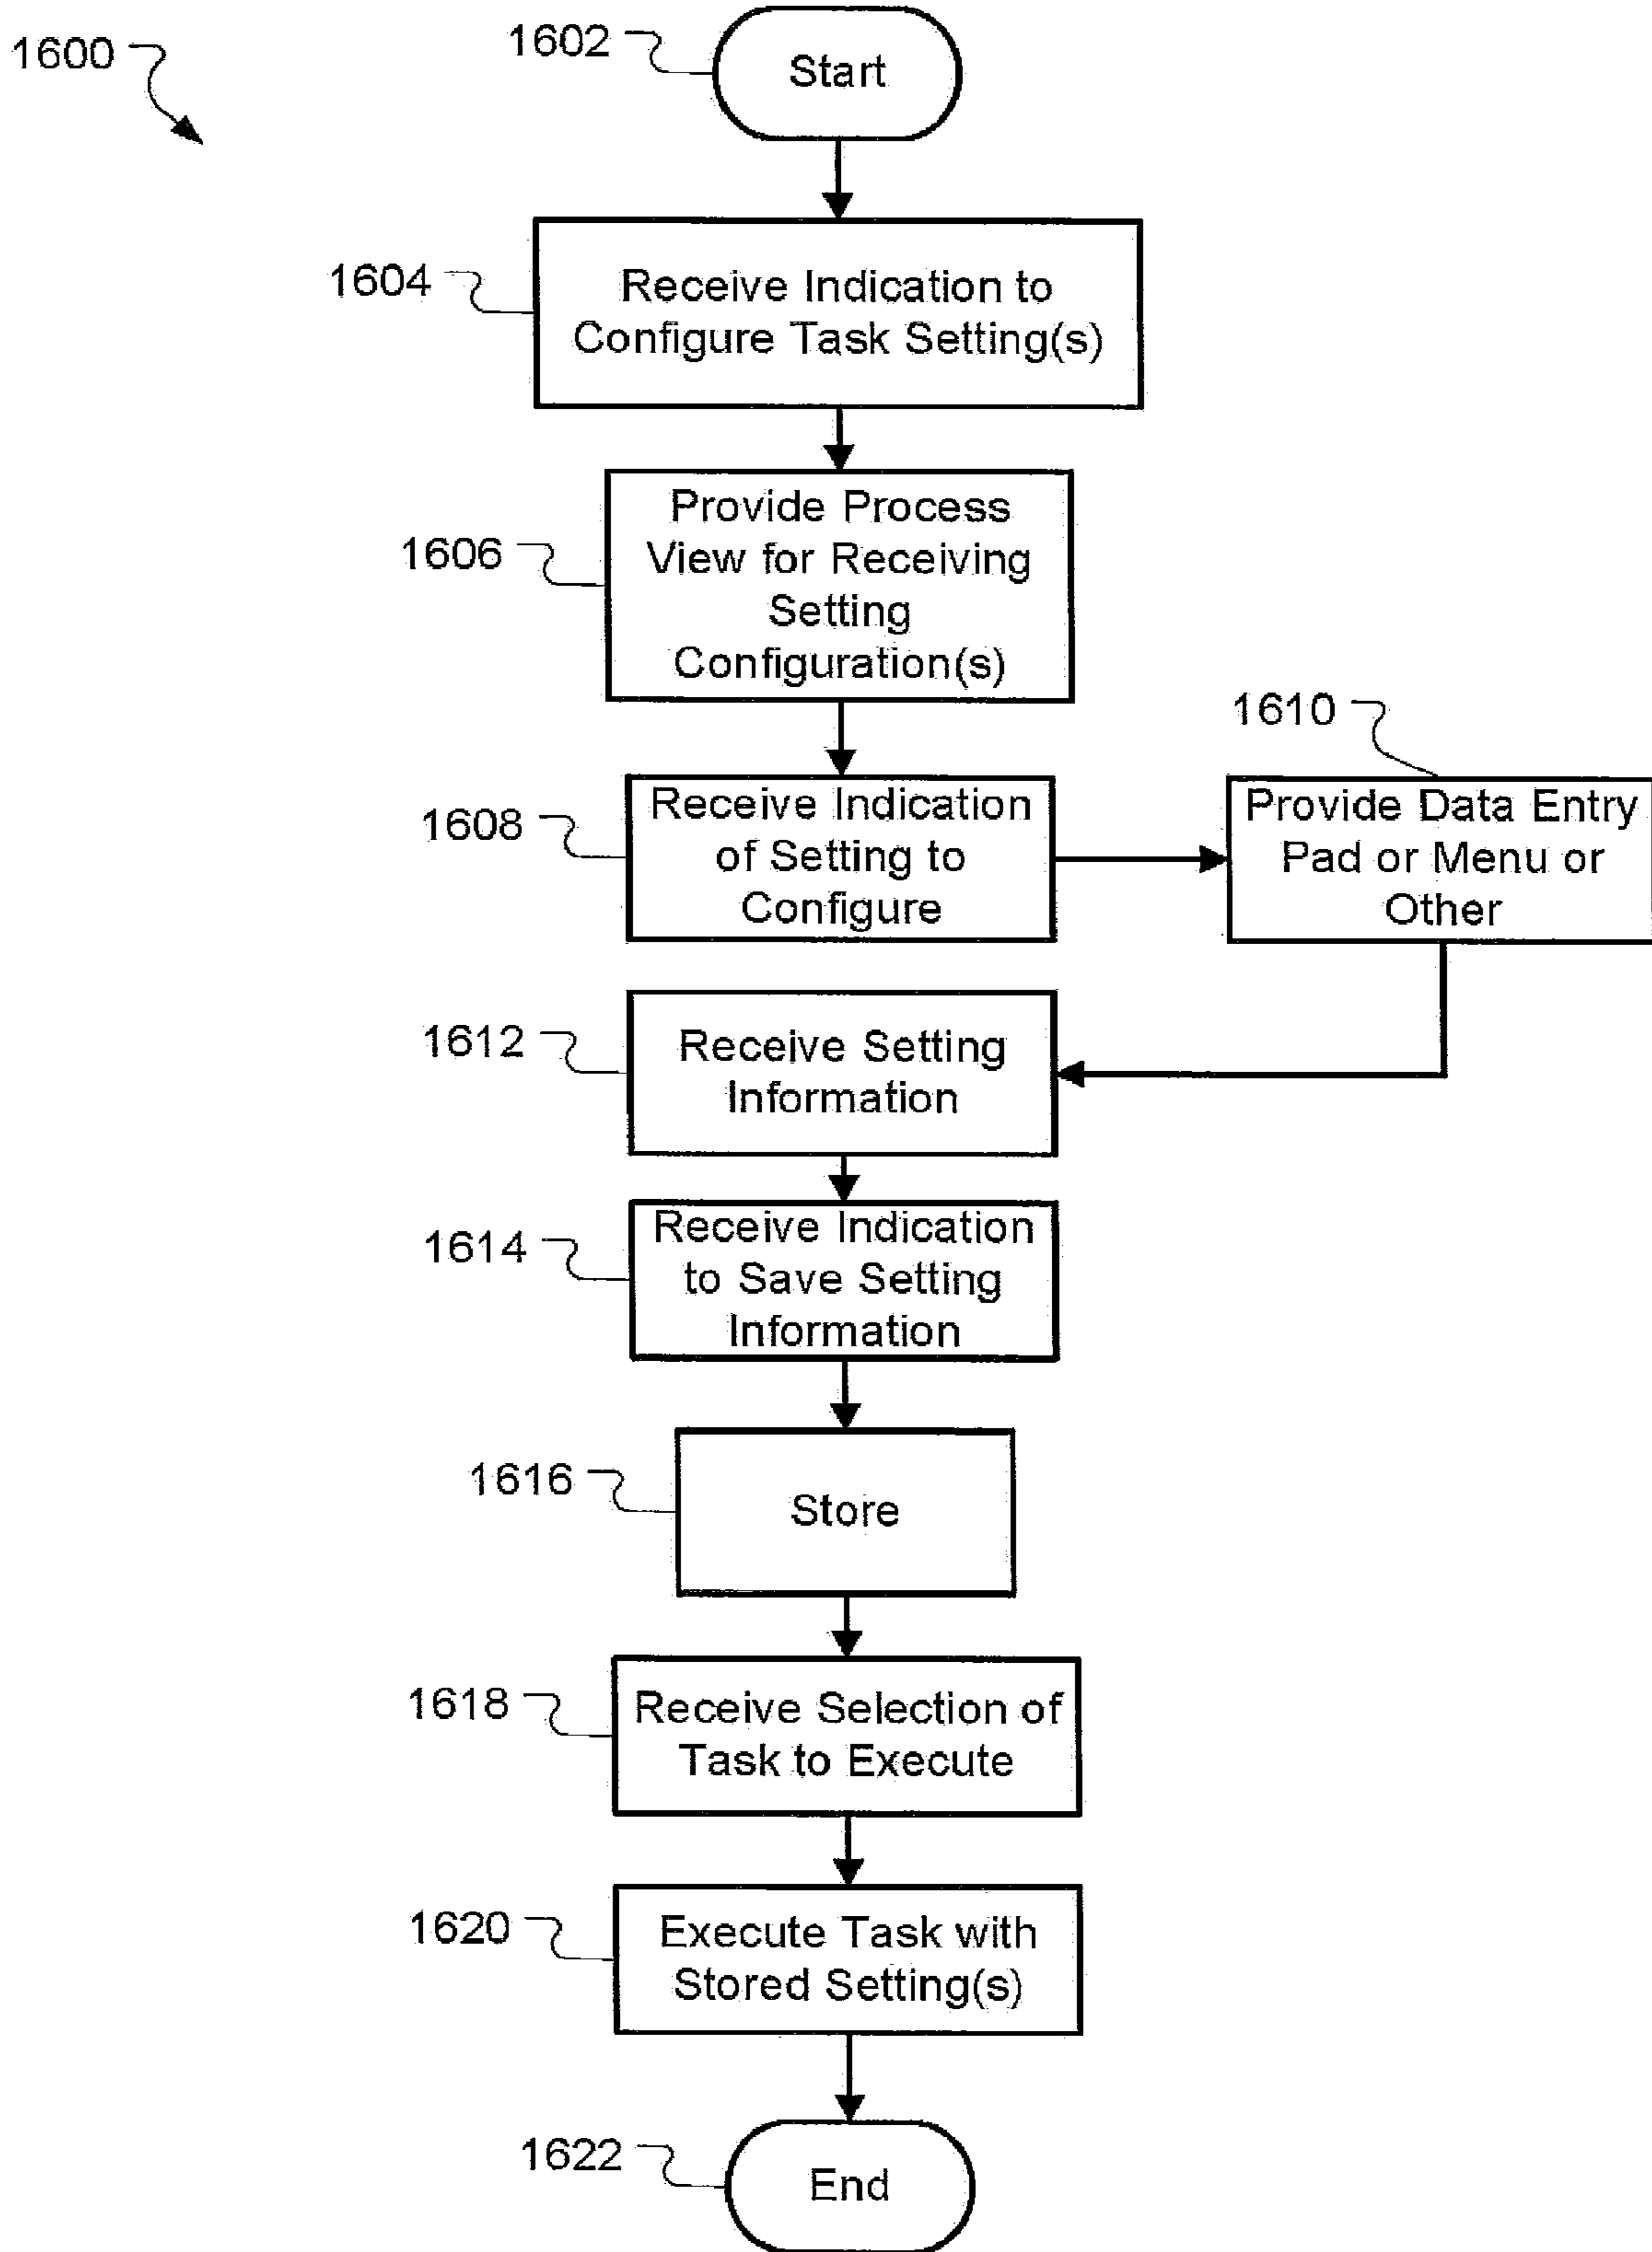 1600
1602
Start
1604
Receive Indication to
Configure Task Setting(s)
1606
Provide Process
View for Receiving
Setting
Configuration(s)
1608
Receive Indication
of Setting to
Configure
1610
Provide Data Entry
Pad or Menu or
Other
1612
Receive Setting
Information
1614
Receive Indication
to Save Setting
Information
1616
Store
1618
Receive Selection of
Task to Execute
1620
Execute Task with
Stored Setting(s)
1622
End